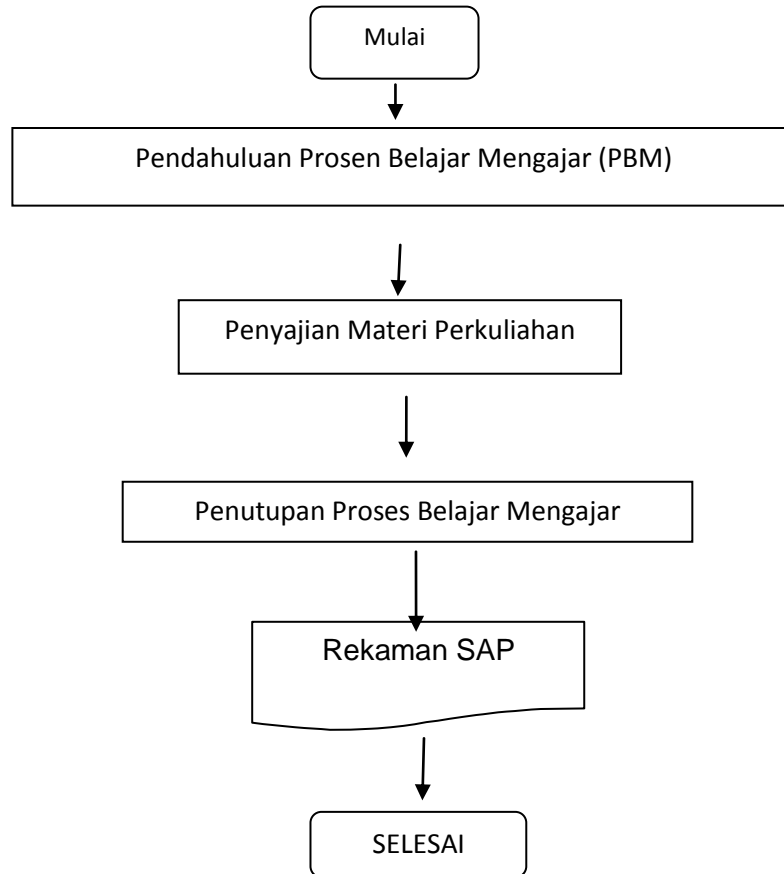 Mulai
Pendahuluan Prosen Belajar Mengajar (PBM)
Penyajian Materi Perkuliahan
Penutupan Proses Belajar Mengajar
Rekaman SAP
SELESAI